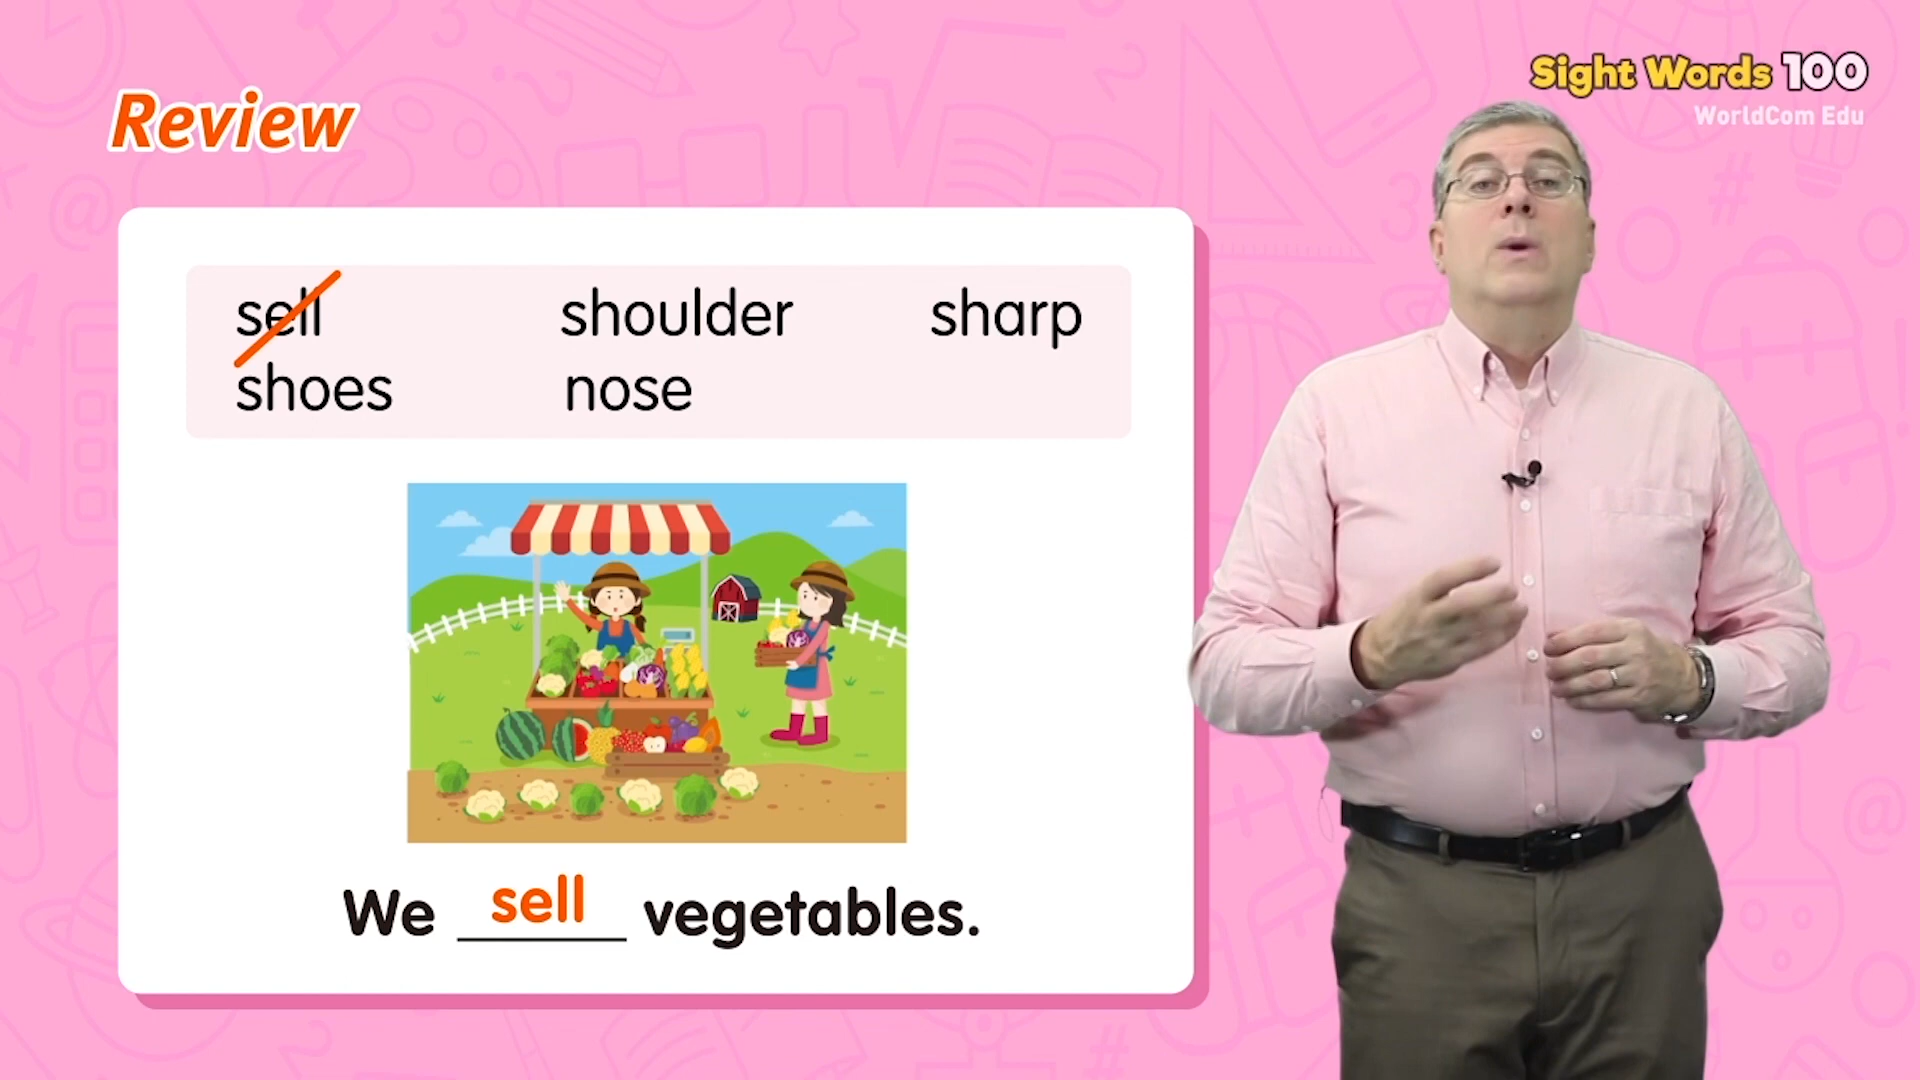 Sight Words 100
WorldCom Edu
Review
sell shoulder sharp
shoes nose
We sell vegetables.